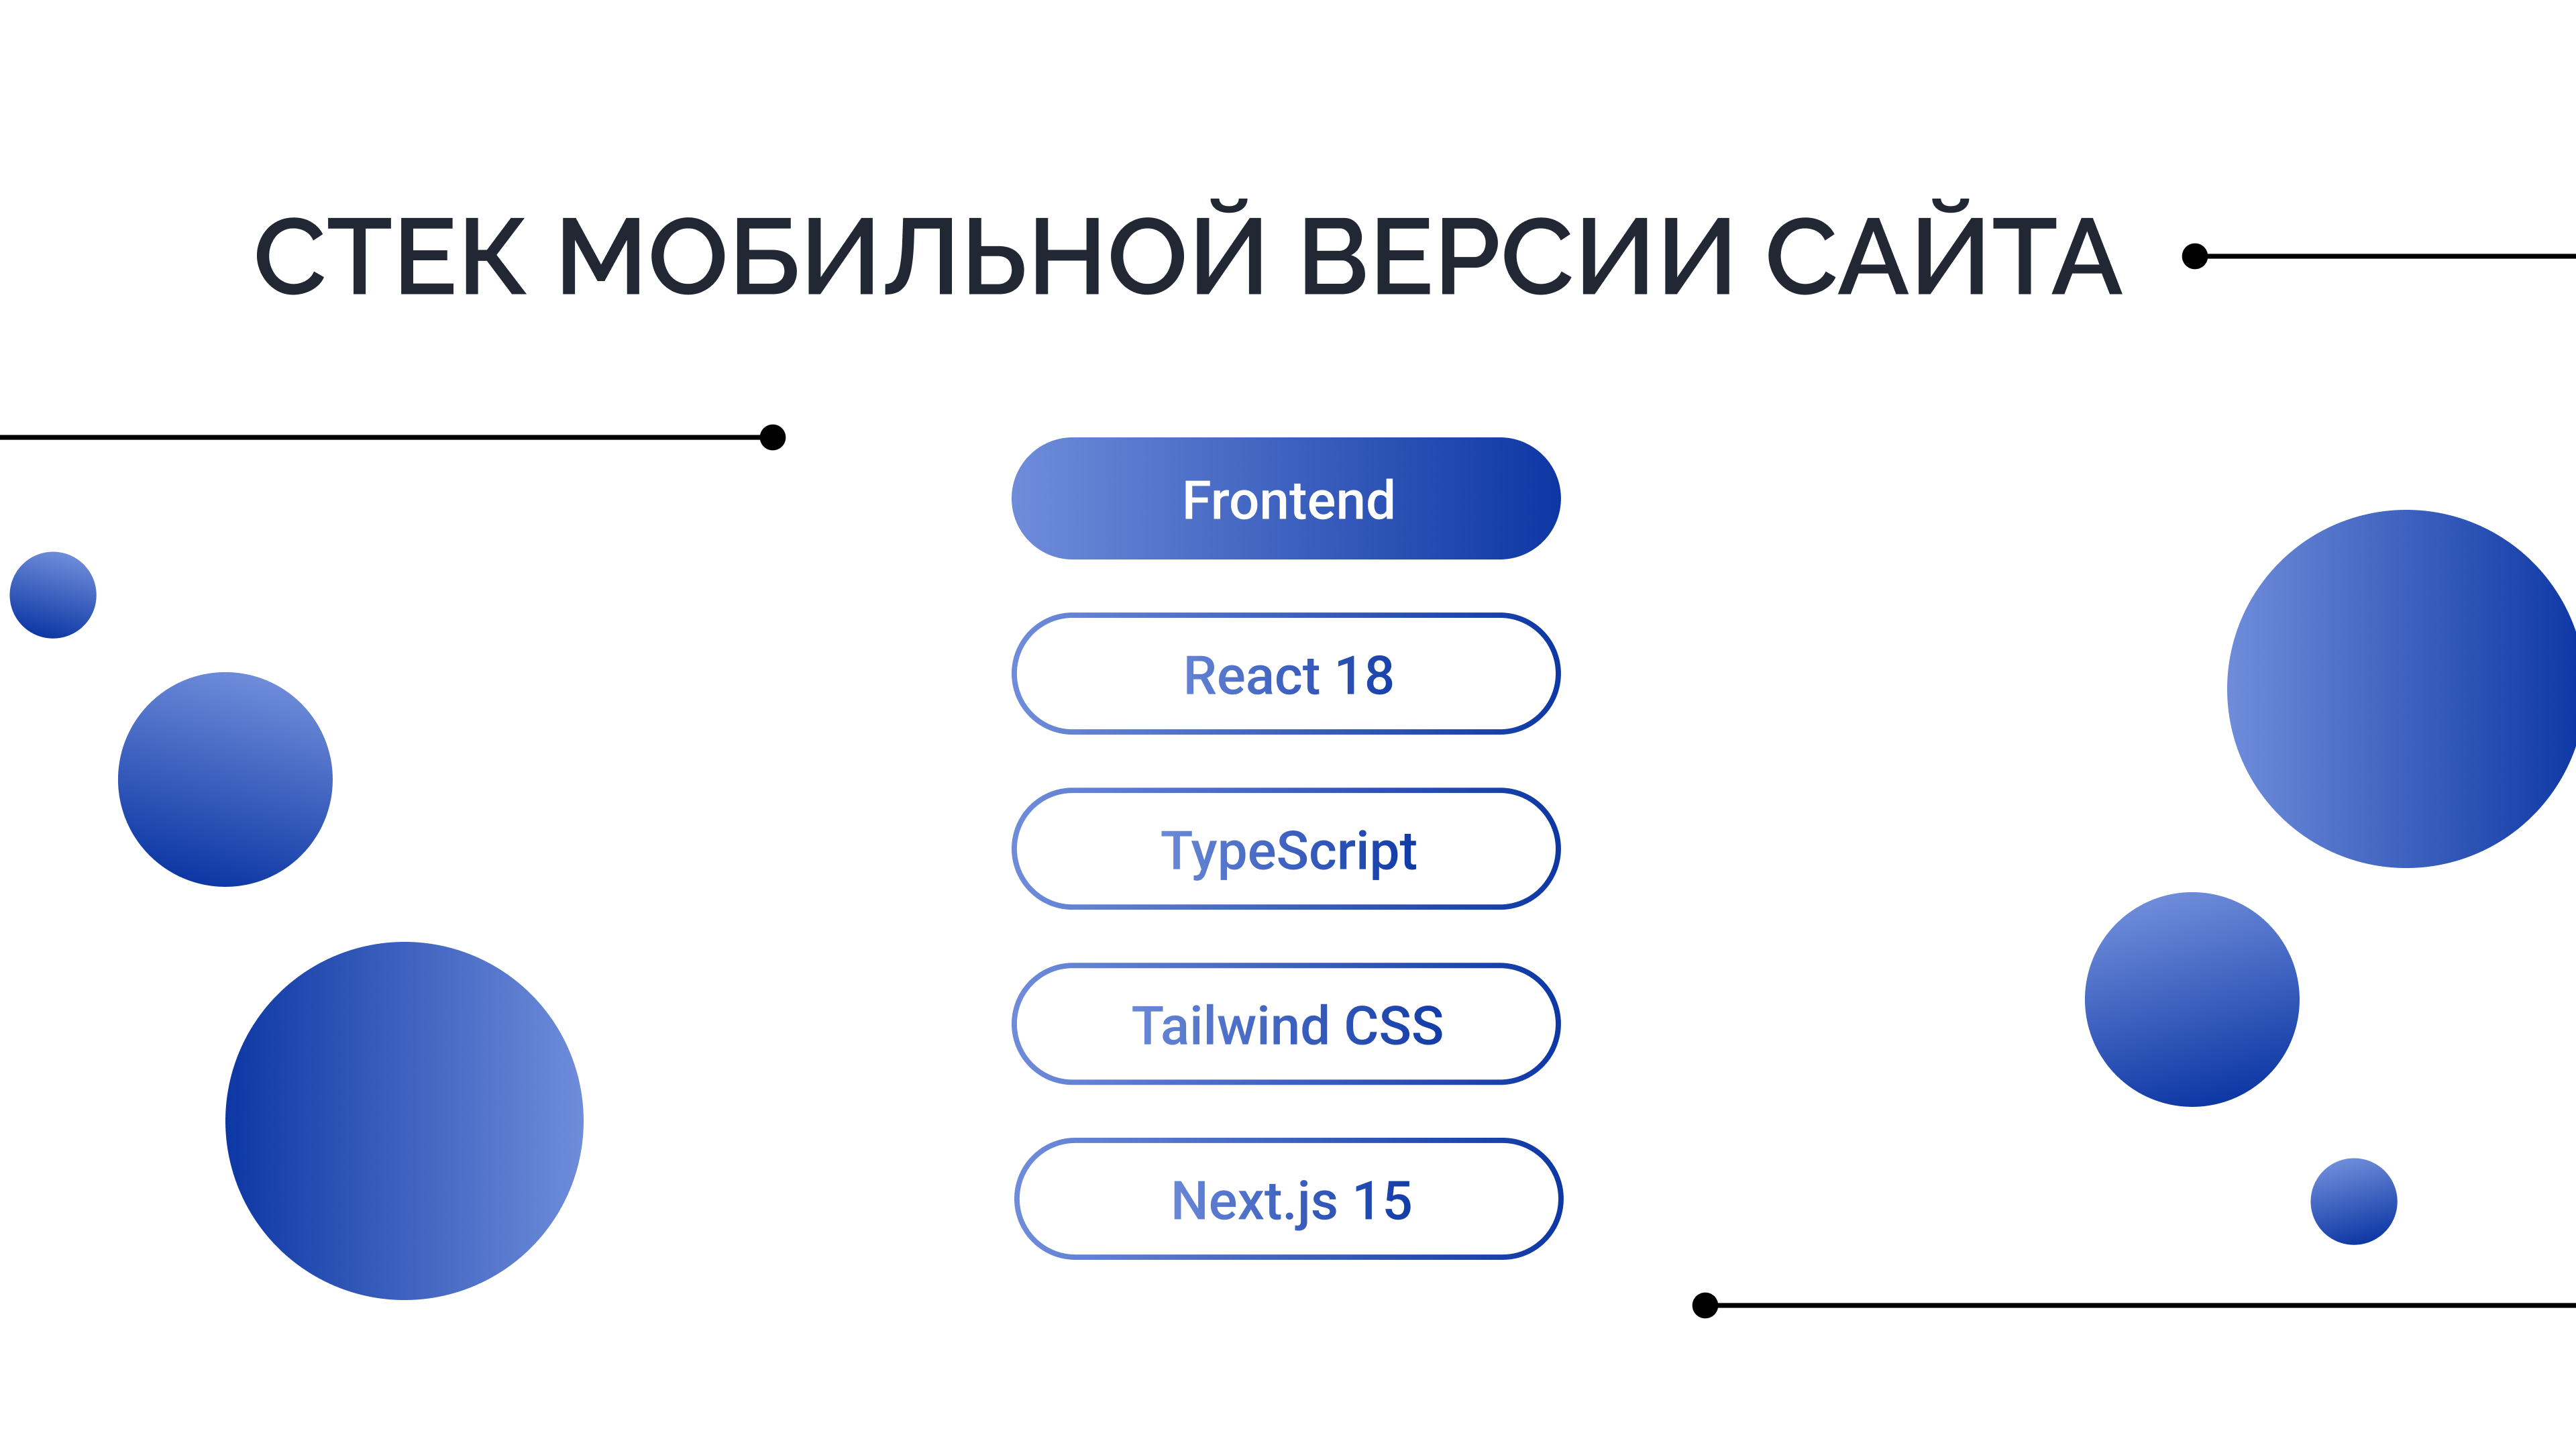 СТЕК МОБИЛЬНОЙ ВЕРСИИ САЙТА
Frontend
React 18
TypeScript
Tailwind CSS
Next.js 15